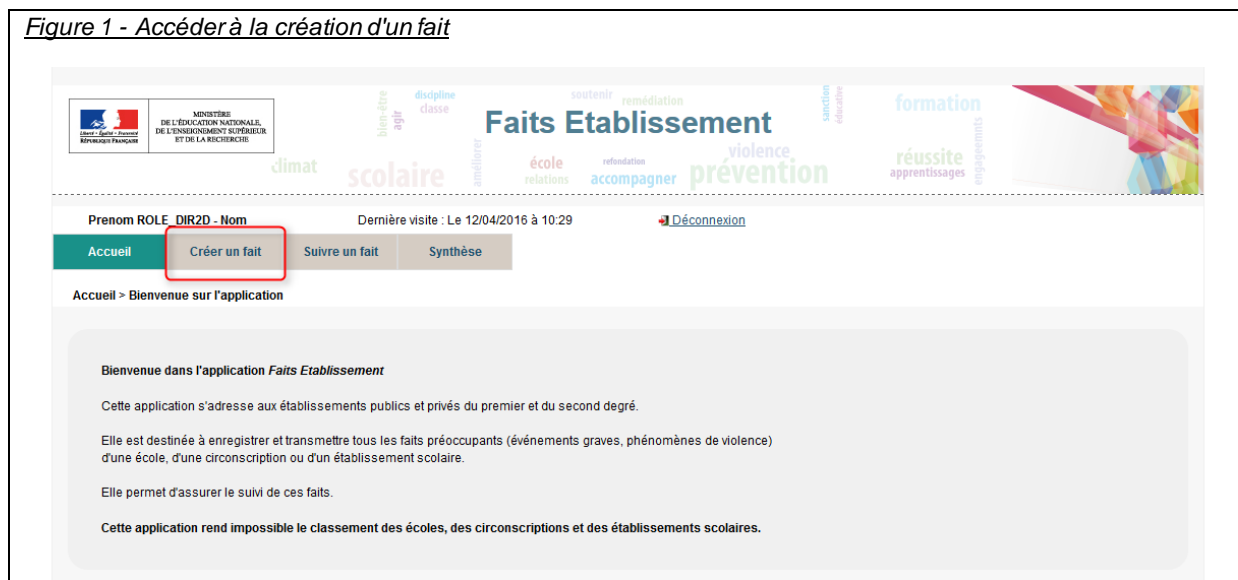 Figure 1 - Accéder à la création d'un fait
Liberté • Égalité • Fraternité
RÉPUBLIQUE FRANÇAISE
MINISTÈRE
DE L'ÉDUCATION NATIONALE,
DE L'ENSEIGNEMENT SUPÉRIEUR
ET DE LA RECHERCHE
climat
scolaire
bien-être
agir
discipline
classe
améliorer
soutenir
remédiation
Faits Etablissement
école
relations
refondation
accompagner
violence
prévention
sanction
éducative
formation
réussite
apprentissages
engagements
Prenom ROLE_DIR2D - Nom
Dernière visite : Le 12/04/2016 à 10:29
Déconnexion
Accueil
Créer un fait
Suivre un fait
Synthèse
Accueil > Bienvenue sur l'application
Bienvenue dans l'application Faits Etablissement
Cette application s'adresse aux établissements publics et privés du premier et du second degré.
Elle est destinée à enregistrer et transmettre tous les faits préoccupants (événements graves, phénomènes de violence)
d'une école, d'une circonscription ou d'un établissement scolaire.
Elle permet d'assurer le suivi de ces faits.
Cette application rend impossible le classement des écoles, des circonscriptions et des établissements scolaires.